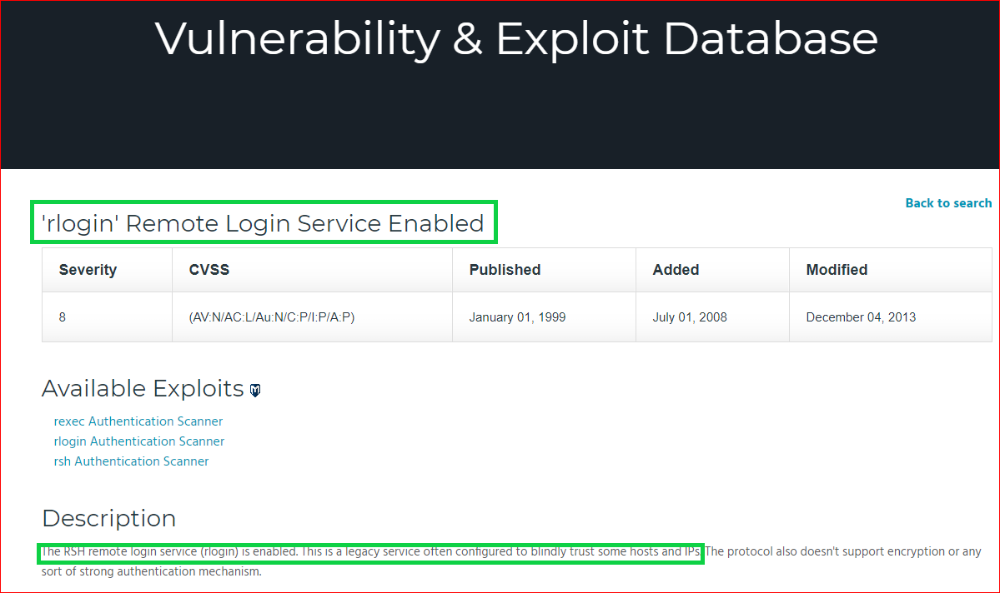 Vulnerability & Exploit Database
Back to search
'rlogin' Remote Login Service Enabled
Severity CVSS Published Added Modified
8 (AV:N/AC:L/Au:N/C:P/I:P/A:P) January 01, 1999 July 01, 2008 December 04, 2013
Available Exploits
rexec Authentication Scanner
rlogin Authentication Scanner
rsh Authentication Scanner
Description
The RSH remote login service (rlogin) is enabled. This is a legacy service often configured to blindly trust some hosts and IPs. The protocol also doesn't support encryption or any
sort of strong authentication mechanism.